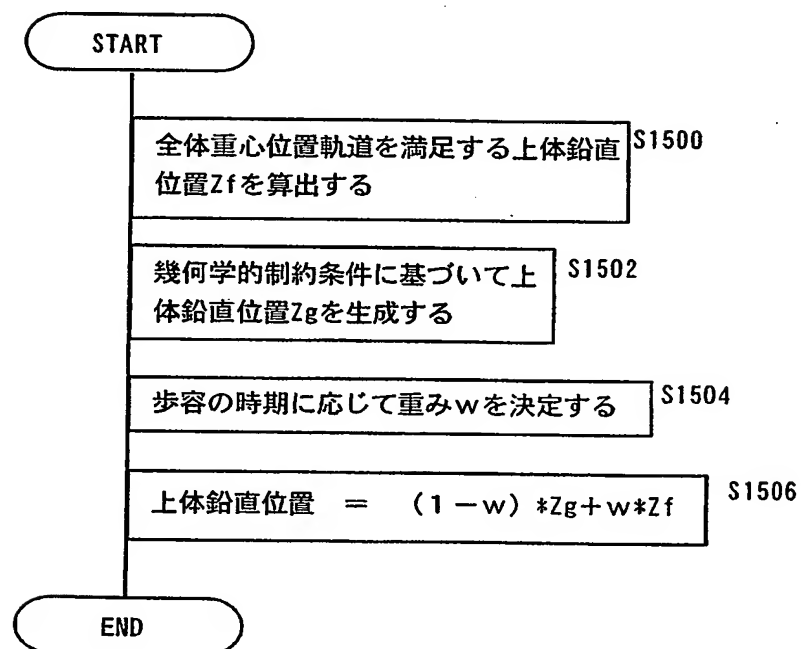 START
全体重心位置軌道を満足する上体鉛直
位置Zfを算出する
S1500
幾何学的制約条件に基づいて上
体鉛直位置Zgを生成する
S1502
歩容の時期に応じて重みwを決定する
S1504
上体鉛直位置 = (1-w)*Zg+w*Zf
S1506
END